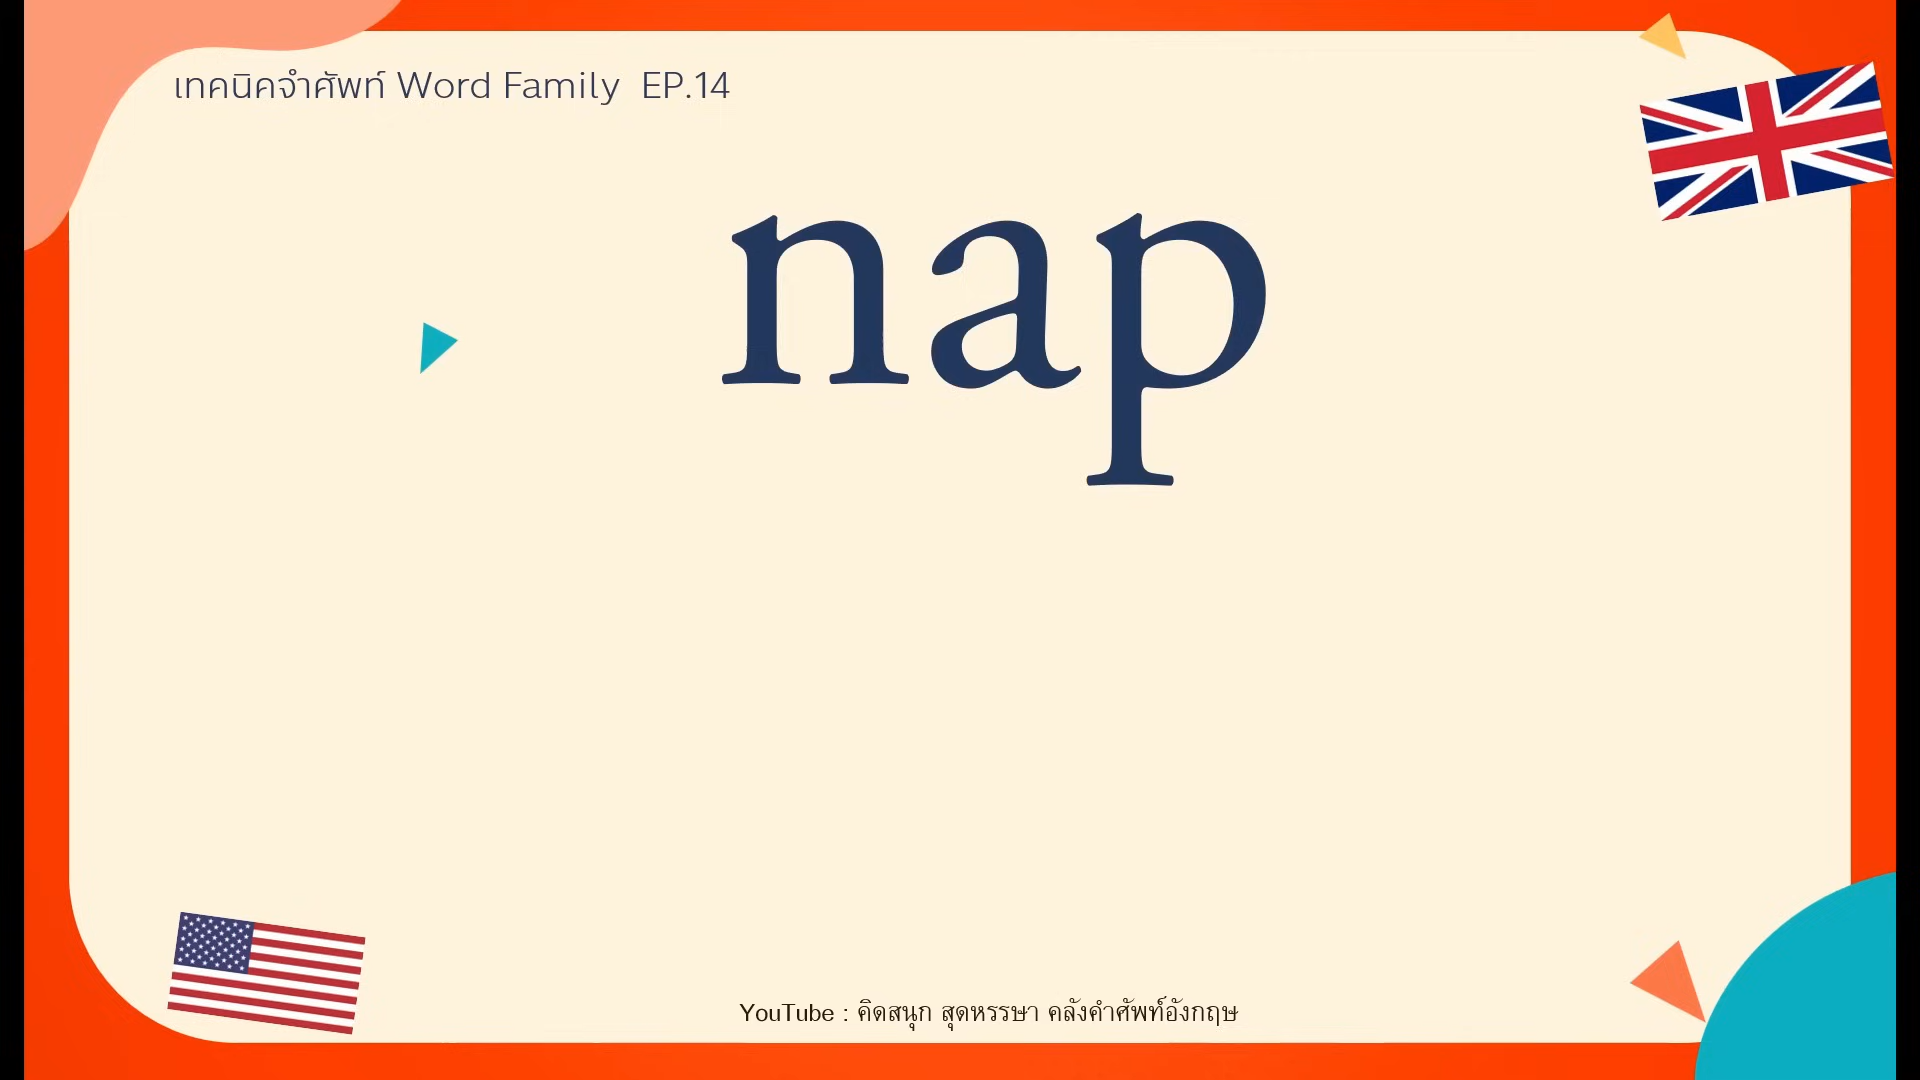 เทคนิคจำศัพท์ Word Family EP.14
nap
YouTube : คิดสนุก สุดหรรษา คลังคำศัพท์อังกฤษ